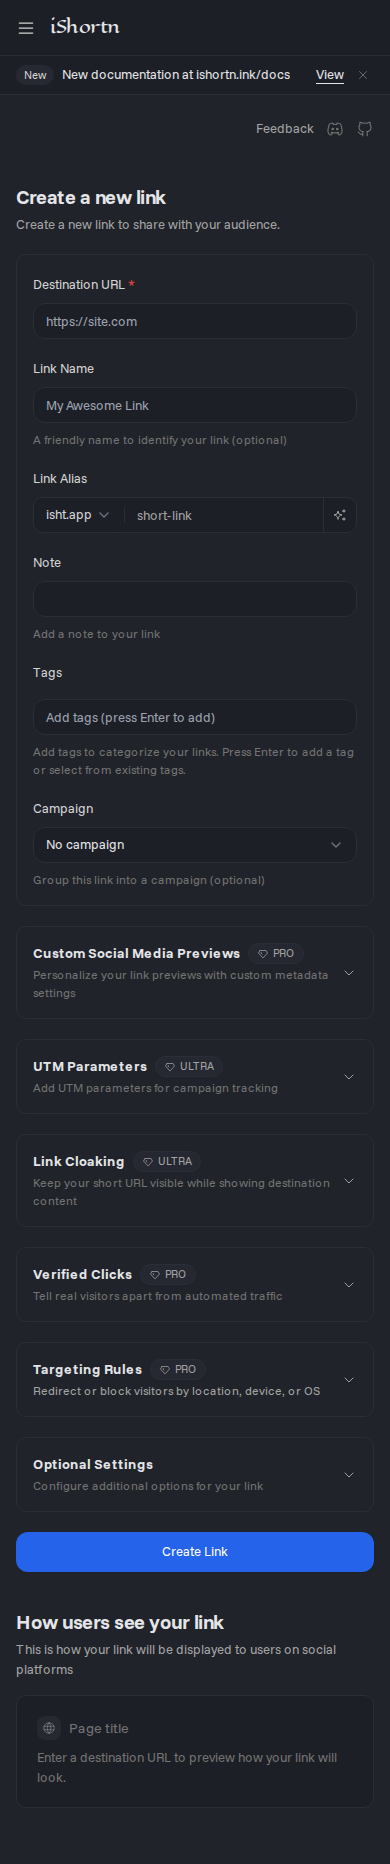 iShortn
New New documentation at ishortn.ink/docs View
Feedback
Create a new link
Create a new link to share with your audience.
Destination URL *
https://site.com
Link Name
My Awesome Link
A friendly name to identify your link (optional)
Link Alias
isht.app short-link
Note
Add a note to your link
Tags
Add tags (press Enter to add)
Add tags to categorize your links. Press Enter to add a tag
or select from existing tags.
Campaign
No campaign
Group this link into a campaign (optional)
Custom Social Media Previews PRO
Personalize your link previews with custom metadata
settings
UTM Parameters ULTRA
Add UTM parameters for campaign tracking
Link Cloaking ULTRA
Keep your short URL visible while showing destination
content
Verified Clicks PRO
Tell real visitors apart from automated traffic
Targeting Rules PRO
Redirect or block visitors by location, device, or OS
Optional Settings
Configure additional options for your link
Create Link
How users see your link
This is how your link will be displayed to users on social
platforms
Page title
Enter a destination URL to preview how your link will
look.